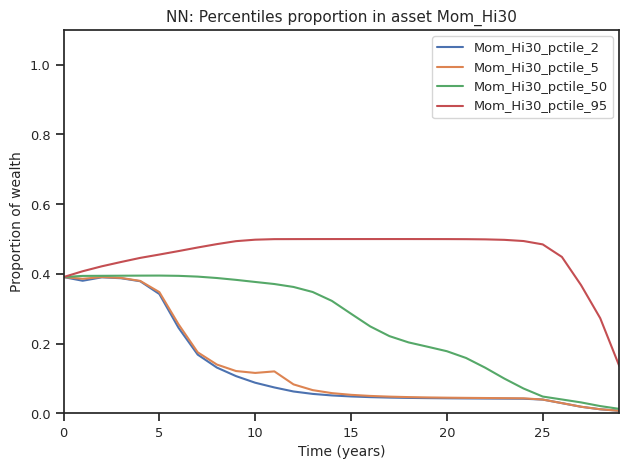 NN: Percentiles proportion in asset Mom_Hi30
Mom_Hi30_pctile_2
Mom_Hi30_pctile_5
Mom_Hi30_pctile_50
Mom_Hi30_pctile_95
Proportion of wealth
1.0
0.8
0.6
0.4
0.2
0.0
0 5 10 15 20 25
Time (years)